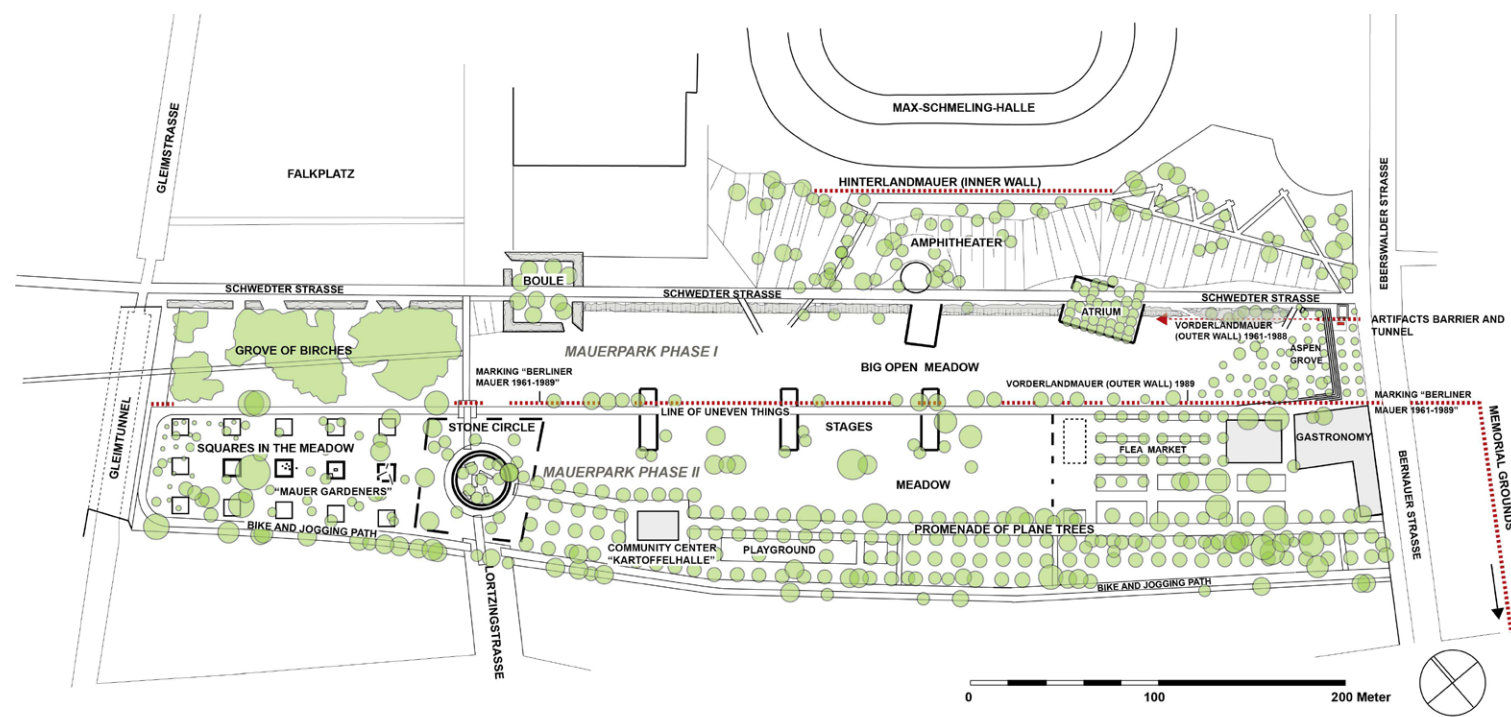 MAX-SCHMELING-HALLE
GLEIMSTRASSE
FALKPLATZ
HINTERLANDMAUER (INNER WALL)
EBERSWALDER STRASSE
AMPHITHEATER
BOULE
SCHWEDTER STRASSE
SCHWEDTER STRASSE
SCHWEDTER STRASSE
ATRIUM
ARTIFACTS BARRIER AND
TUNNEL
VORDERLANDMAUER
(OUTER WALL) 1961-1988
GROVE OF BIRCHES
MAUERPARK PHASE I
ASPEN
GROVE
BIG OPEN MEADOW
MARKING “BERLINER
MAUER 1961-1989”
VORDERLANDMAUER (OUTER WALL) 1989
MARKING “BERLINER
MAUER 1961-1989”
LINE OF UNEVEN THINGS
STONE CIRCLE
STAGES
GASTRONOMY
MEMORIAL GROUNDS
GLEIMTUNNEL
SQUARES IN THE MEADOW
FLEA MARKET
MAUERPARK PHASE II
“MAUER GARDENERS”
MEADOW
BERNAUER STRASSE
BIKE AND JOGGING PATH
PROMENADE OF PLANE TREES
COMMUNITY CENTER
“KARTOFFELHALLE”
PLAYGROUND
LORTZINGSTRASSE
BIKE AND JOGGING PATH
0 100 200 Meter